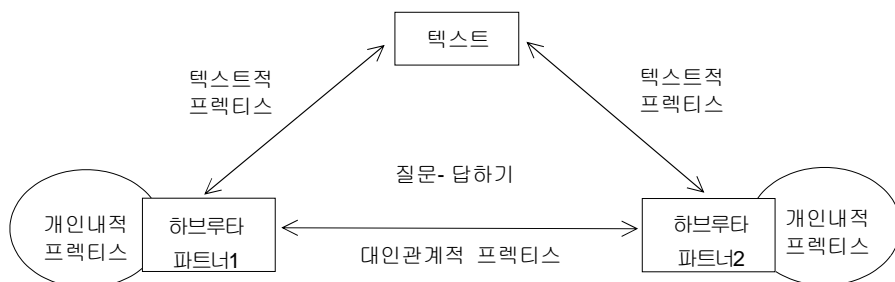 텍스트
텍스트적
프렉티스
텍스트적
프렉티스
질문- 답하기
개인내적
프렉티스
하브루타
파트너1
대인관계적 프렉티스
하브루타
파트너2
개인내적
프렉티스